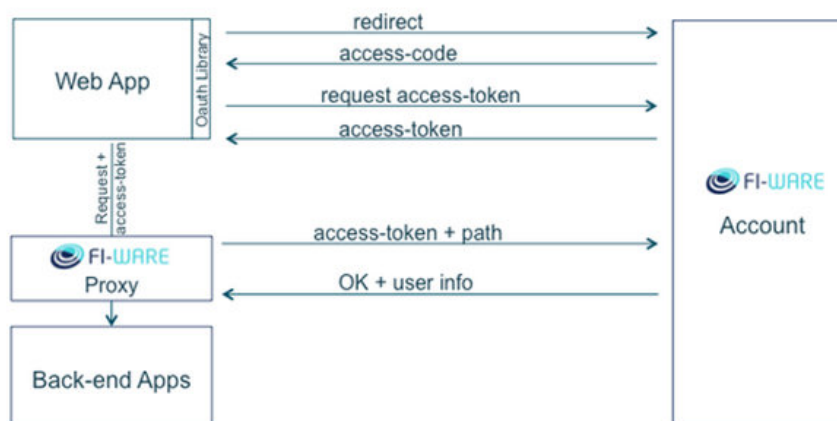 redirect
access-code
Web App
Oauth Library
request access-token
access-token
Request +
access-token
FI-WARE
Account
FI-WARE
Proxy
access-token + path
OK + user info
Back-end Apps